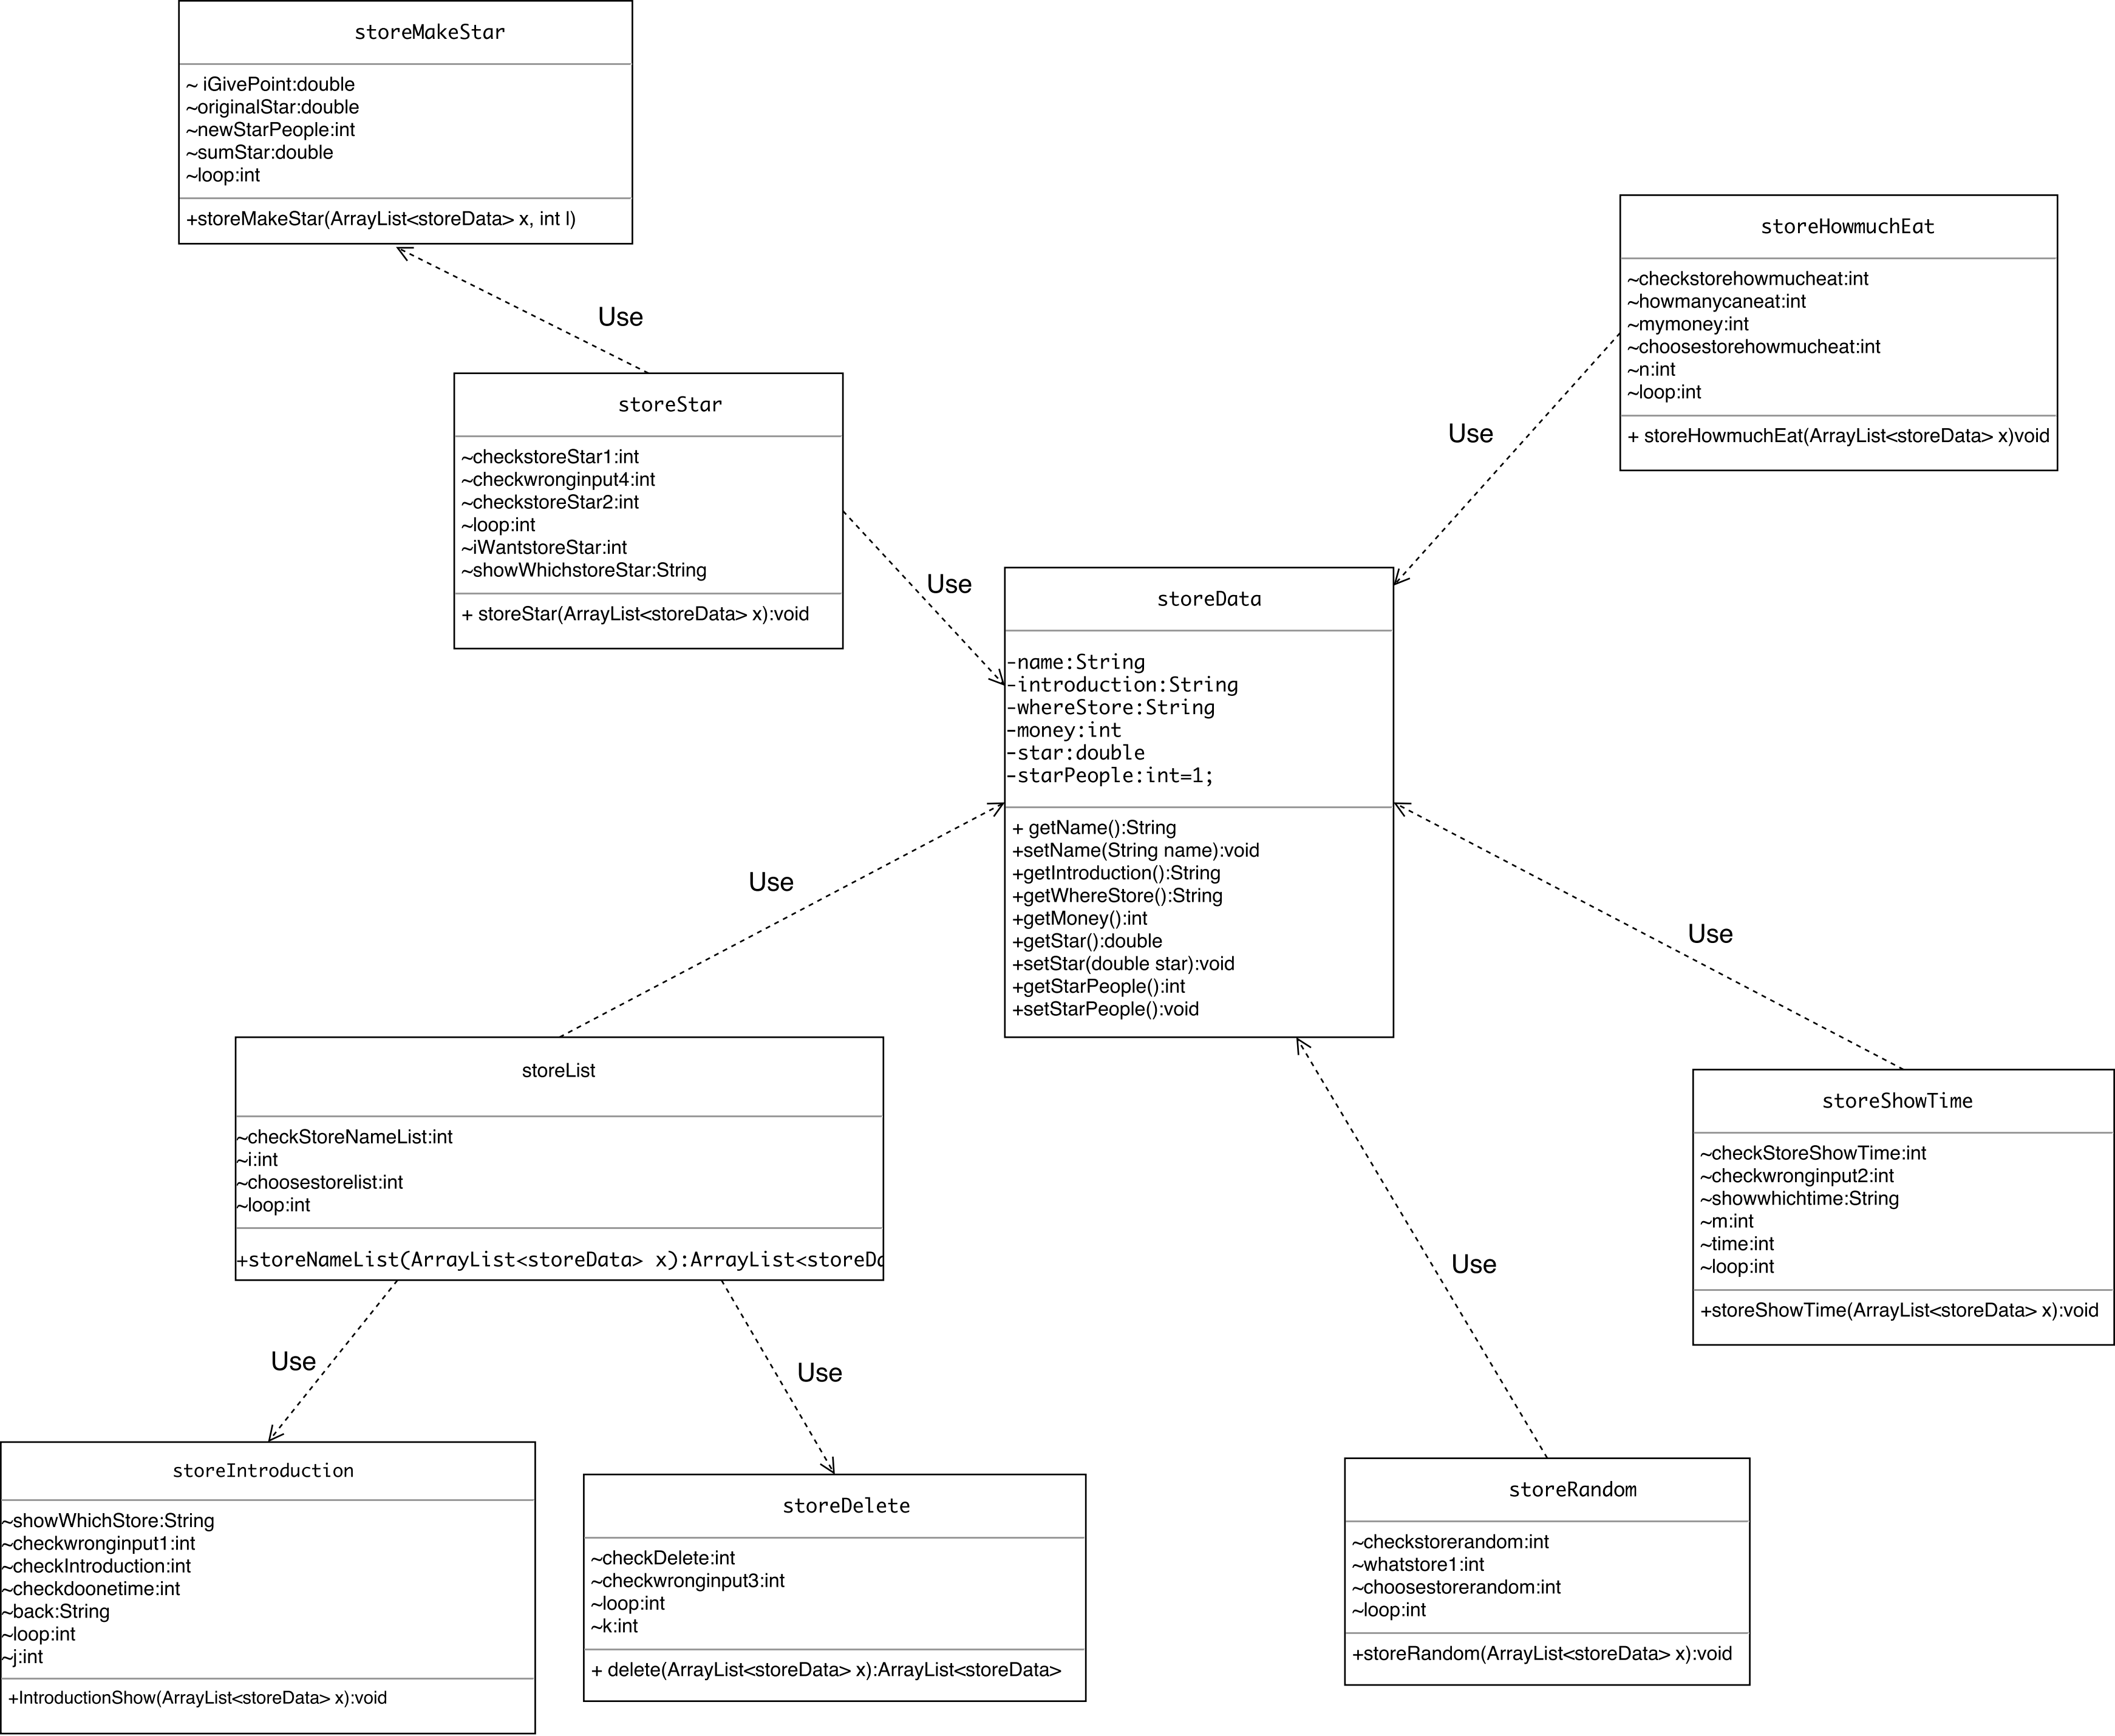 storeMakeStar
~ iGivePoint:double
~originalStar:double
~newStarPeople:int
~sumStar:double
~loop:int
+storeMakeStar(ArrayList<storeData> x, int l)
Use
storeHowmuchEat
~checkstorehowmucheat:int
~howmanycaneat:int
~mymoney:int
~choosestorehowmucheat:int
~n:int
~loop:int
+ storeHowmuchEat(ArrayList<storeData> x)void
Use
storeStar
~checkstoreStar1:int
~checkwronginput4:int
~checkstoreStar2:int
~loop:int
~iWantstoreStar:int
~showWhichstoreStar:String
+ storeStar(ArrayList<storeData> x):void
Use
storeData
-name:String
-introduction:String
-whereStore:String
-money:int
-star:double
-starPeople:int=1;
+ getName():String
+setName(String name):void
+getIntroduction():String
+getWhereStore():String
+getMoney():int
+getStar():double
+setStar(double star):void
+getStarPeople():int
+setStarPeople():void
Use
Use
storeList
~checkStoreNameList:int
~i:int
~choosestorelist:int
~loop:int
+storeNameList(ArrayList<storeData> x):ArrayList<storeDa
storeShowTime
~checkStoreShowTime:int
~checkwronginput2:int
~showwhichtime:String
~m:int
~time:int
~loop:int
+storeShowTime(ArrayList<storeData> x):void
Use
Use
Use
storeIntroduction
~showWhichStore:String
~checkwronginput1:int
~checkIntroduction:int
~checkdoonetime:int
~back:String
~loop:int
~j:int
+IntroductionShow(ArrayList<storeData> x):void
storeDelete
~checkDelete:int
~checkwronginput3:int
~loop:int
~k:int
+ delete(ArrayList<storeData> x):ArrayList<storeData>
storeRandom
~checkstorerandom:int
~whatstore1:int
~choosestorerandom:int
~loop:int
+storeRandom(ArrayList<storeData> x):void